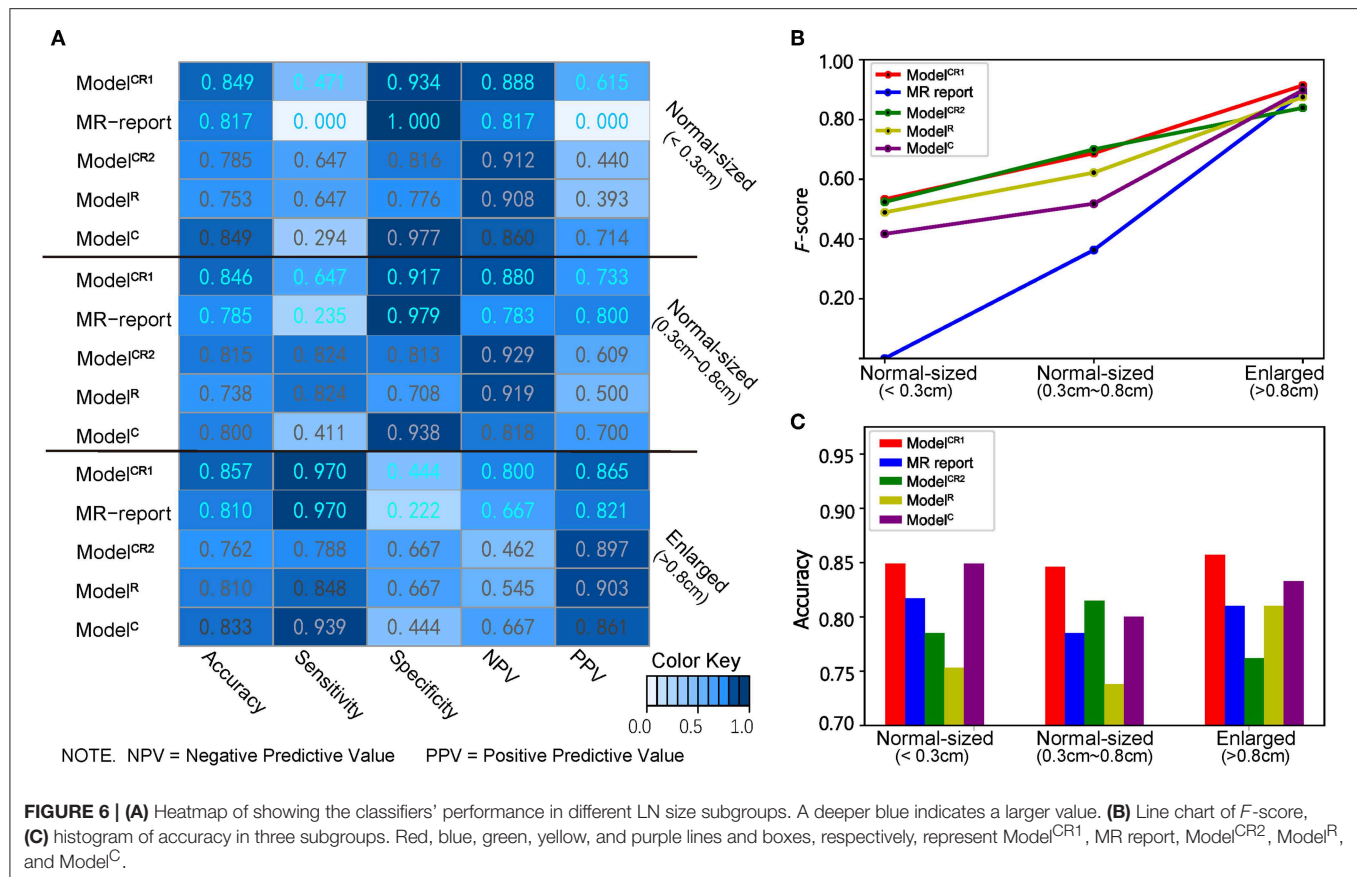 A
Model^CR1 0.849 0.471 0.934 0.888 0.615
MR-report 0.817 0.000 1.000 0.817 0.000
Model^CR2 0.785 0.647 0.816 0.912 0.440
Model^R 0.753 0.647 0.776 0.908 0.393
Model^C 0.849 0.294 0.977 0.860 0.714
Normal-sized
(< 0.3cm)
Model^CR1 0.846 0.647 0.917 0.880 0.733
MR-report 0.785 0.235 0.979 0.783 0.800
Model^CR2 0.815 0.824 0.813 0.929 0.609
Model^R 0.738 0.824 0.708 0.919 0.500
Model^C 0.800 0.411 0.938 0.818 0.700
Normal-sized
(0.3cm~0.8cm)
Model^CR1 0.857 0.970 0.444 0.800 0.865
MR-report 0.810 0.970 0.222 0.667 0.821
Model^CR2 0.762 0.788 0.667 0.462 0.897
Model^R 0.810 0.848 0.667 0.545 0.903
Model^C 0.833 0.939 0.444 0.667 0.861
Enlarged
(>0.8cm)
Accuracy Sensitivity Specificity NPV PPV
Color Key
0.0 0.5 1.0
NOTE. NPV = Negative Predictive Value PPV = Positive Predictive Value
B
F-score
1.00
0.80
0.60
0.40
0.20
Model^CR1
MR report
Model^CR2
Model^R
Model^C
Normal-sized Normal-sized Enlarged
(< 0.3cm) (0.3cm~0.8cm) (>0.8cm)
C
Accuracy
0.95
0.90
0.85
0.80
0.75
0.70
Model^CR1
MR report
Model^CR2
Model^R
Model^C
Normal-sized Normal-sized Enlarged
(< 0.3cm) (0.3cm~0.8cm) (>0.8cm)
FIGURE 6 | (A) Heatmap of showing the classifiers' performance in different LN size subgroups. A deeper blue indicates a larger value. (B) Line chart of F-score,
(C) histogram of accuracy in three subgroups. Red, blue, green, yellow, and purple lines and boxes, respectively, represent Model^CR1, MR report, Model^CR2, Model^R,
and Model^C.